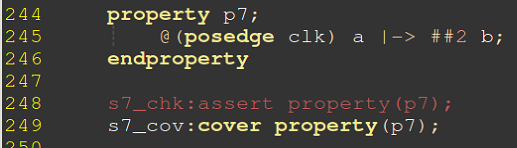 244 property p7;
245 @(posedge clk) a |-> ##2 b;
246 endproperty
247
248 s7_chk:assert property(p7);
249 s7_cov:cover property(p7);
250